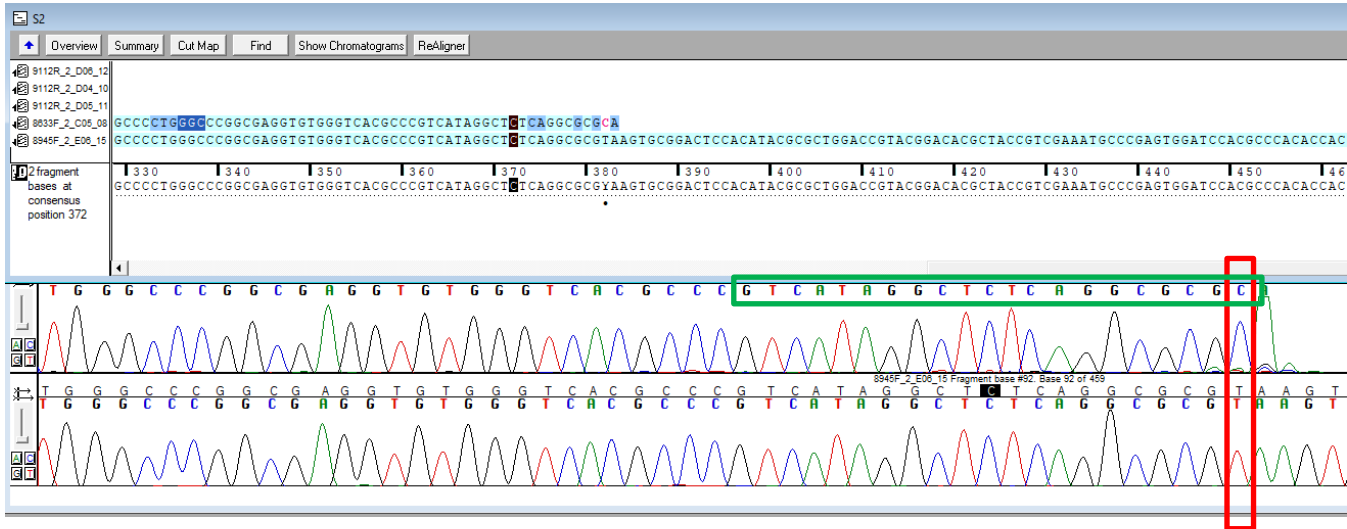 S2
Overview Summary Cut Map Find Show Chromatograms ReAligner
9112R_2_D06_12
9112R_2_D04_10
9112R_2_D05_11
8633F_2_C05_08 GCCCCTGGGCCCGGCGAGGTGTGGGTCACGCCCGTCATAGGCTCTCAGGCGCGCA
8945F_2_E06_15 GCCCCTGGGCCCGGCGAGGTGTGGGTCACGCCCGTCATAGGCTCTCAGGCGCGTAAGTGCGGACTCCACATACGCGCTGGACCGTACGGACACGCTACCGTCGAAATGCCCGAGTGGATCCACGCCCACACCAC
2 fragment 330 340 350 360 370 380 390 400 410 420 430 440 450 46
bases at GCCCCTGGGCCCGGCGAGGTGTGGGTCACGCCCGTCATAGGCTCTCAGGCGCGYAAGTGCGGACTCCACATACGCGCTGGACCGTACGGACACGCTACCGTCGAAATGCCCGAGTGGATCCACGCCCACACCAC
consensus
position 372
T G G G C C C G G C G A G G T G T G G G T C A C G C C C G T C A T A G G C T C T C A G G C G C G C A
A C
G T
8945F_2_E06_15 Fragment base #92. Base 92 of 459
T G G G C C C G G C G A G G T G T G G G T C A C G C C C G T C A T A G G C T C T C A G G C G C G T A A G T
T G G G C C C G G C G A G G T G T G G G T C A C G C C C G T C A T A G G C T C T C A G G C G C G T A A G T
A C
G T